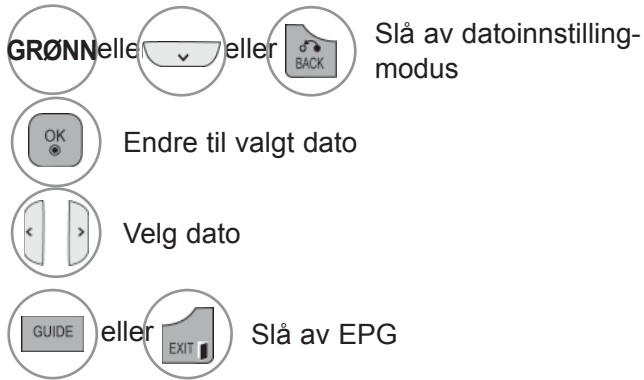 GRØNN eller eller BACK Slå av datoinnstilling-
modus
OK Endre til valgt dato
Velg dato
GUIDE eller EXIT Slå av EPG